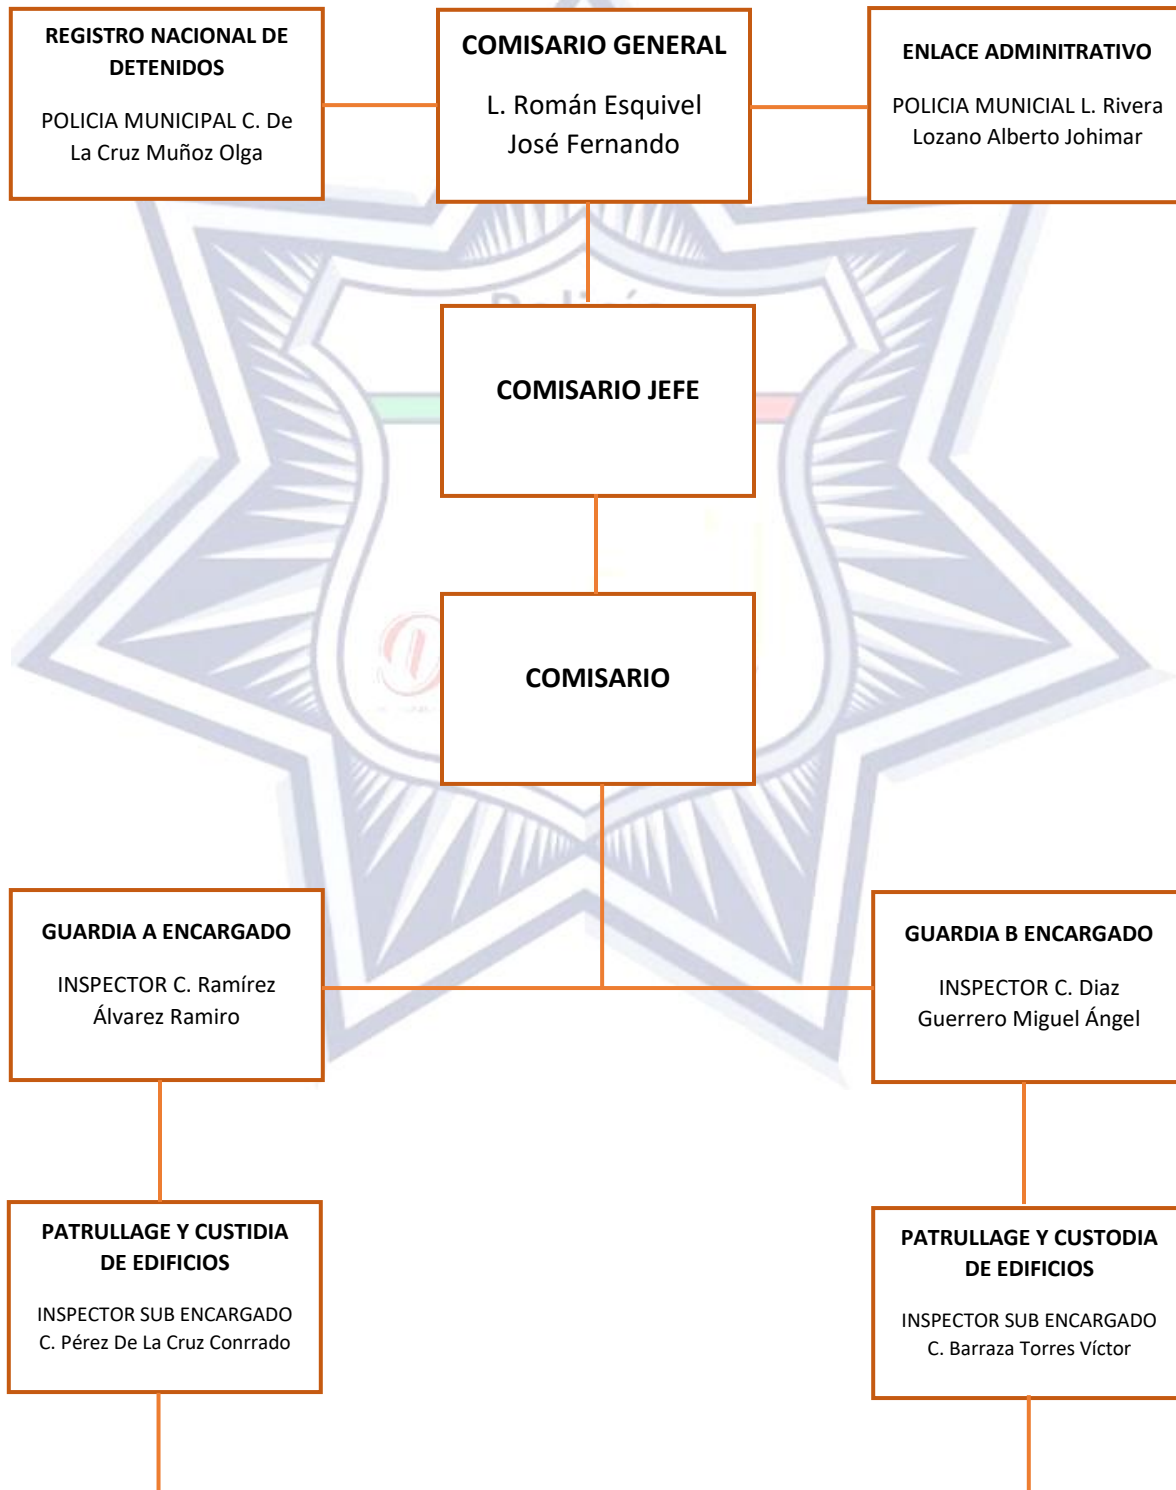 REGISTRO NACIONAL DE
DETENIDOS
POLICIA MUNICIPAL C. De
La Cruz Muñoz Olga
COMISARIO GENERAL
L. Román Esquivel
José Fernando
ENLACE ADMINITRATIVO
POLICIA MUNICIAL L. Rivera
Lozano Alberto Johimar
COMISARIO JEFE
COMISARIO
GUARDIA A ENCARGADO
INSPECTOR C. Ramírez
Álvarez Ramiro
GUARDIA B ENCARGADO
INSPECTOR C. Diaz
Guerrero Miguel Ángel
PATRULLAGE Y CUSTIDIA
DE EDIFICIOS
INSPECTOR SUB ENCARGADO
C. Pérez De La Cruz Conrrado
PATRULLAGE Y CUSTODIA
DE EDIFICIOS
INSPECTOR SUB ENCARGADO
C. Barraza Torres Víctor